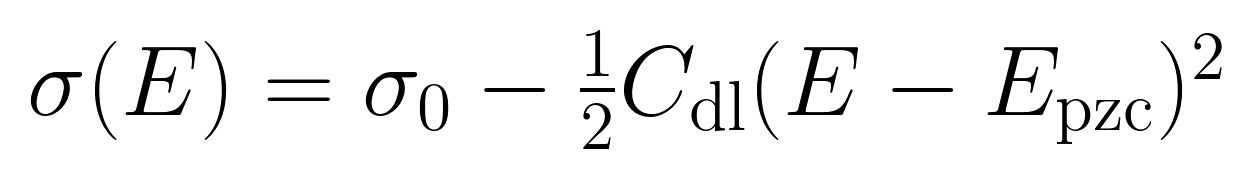 σ(E) = σ₀ − ½C_dl(E − E_pzc)²